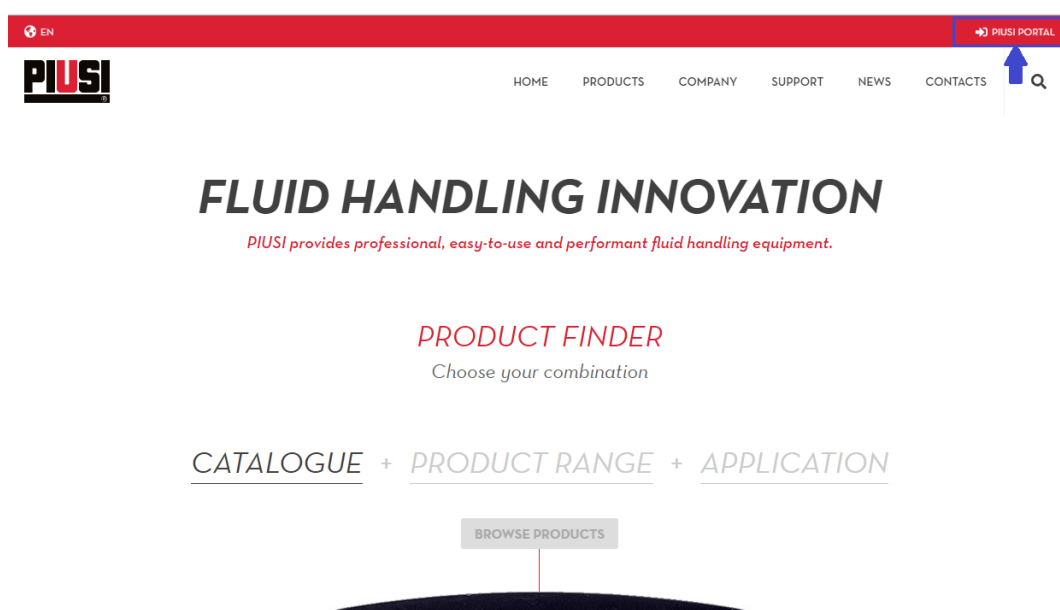 EN
PIUSI PORTAL
PIUSI
HOME PRODUCTS COMPANY SUPPORT NEWS CONTACTS
FLUID HANDLING INNOVATION
PIUSI provides professional, easy-to-use and performant fluid handling equipment.
PRODUCT FINDER
Choose your combination
CATALOGUE + PRODUCT RANGE + APPLICATION
BROWSE PRODUCTS